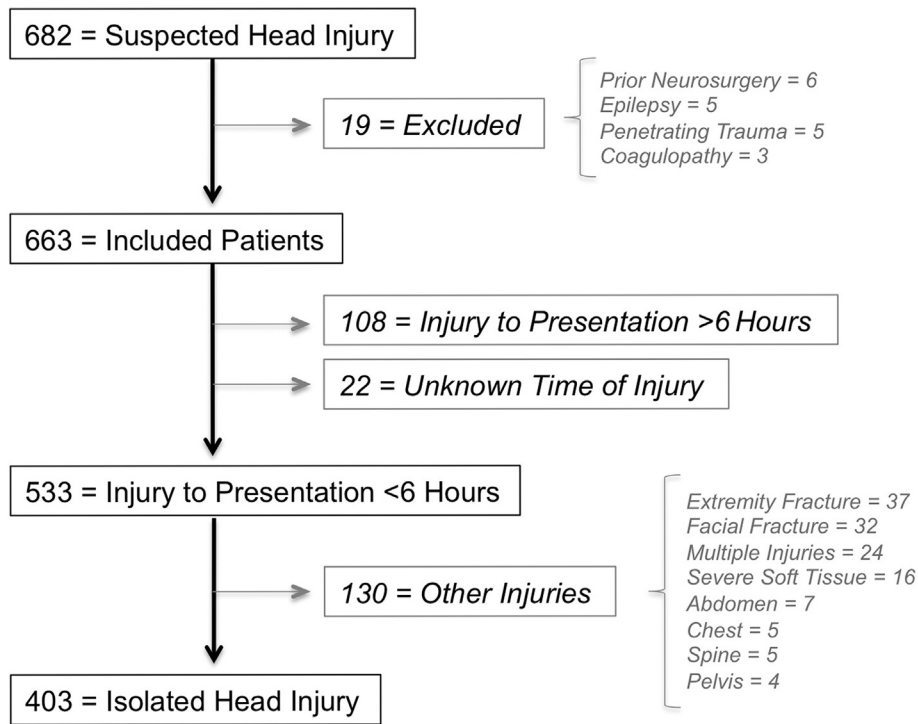 682 = Suspected Head Injury
19 = Excluded
Prior Neurosurgery = 6
Epilepsy = 5
Penetrating Trauma = 5
Coagulopathy = 3
663 = Included Patients
108 = Injury to Presentation >6 Hours
22 = Unknown Time of Injury
533 = Injury to Presentation <6 Hours
130 = Other Injuries
Extremity Fracture = 37
Facial Fracture = 32
Multiple Injuries = 24
Severe Soft Tissue = 16
Abdomen = 7
Chest = 5
Spine = 5
Pelvis = 4
403 = Isolated Head Injury